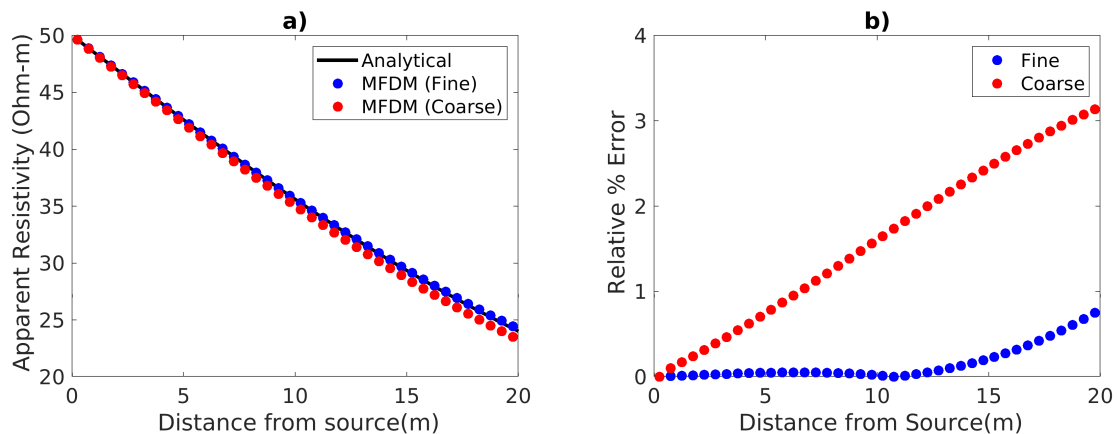 a)
50
45
40
35
30
25
20
Apparent Resistivity (Ohm-m)
Analytical
MFDM (Fine)
MFDM (Coarse)
0
5
10
15
20
Distance from source(m)
b)
4
3
2
1
0
Relative % Error
Fine
Coarse
0
5
10
15
20
Distance from Source(m)